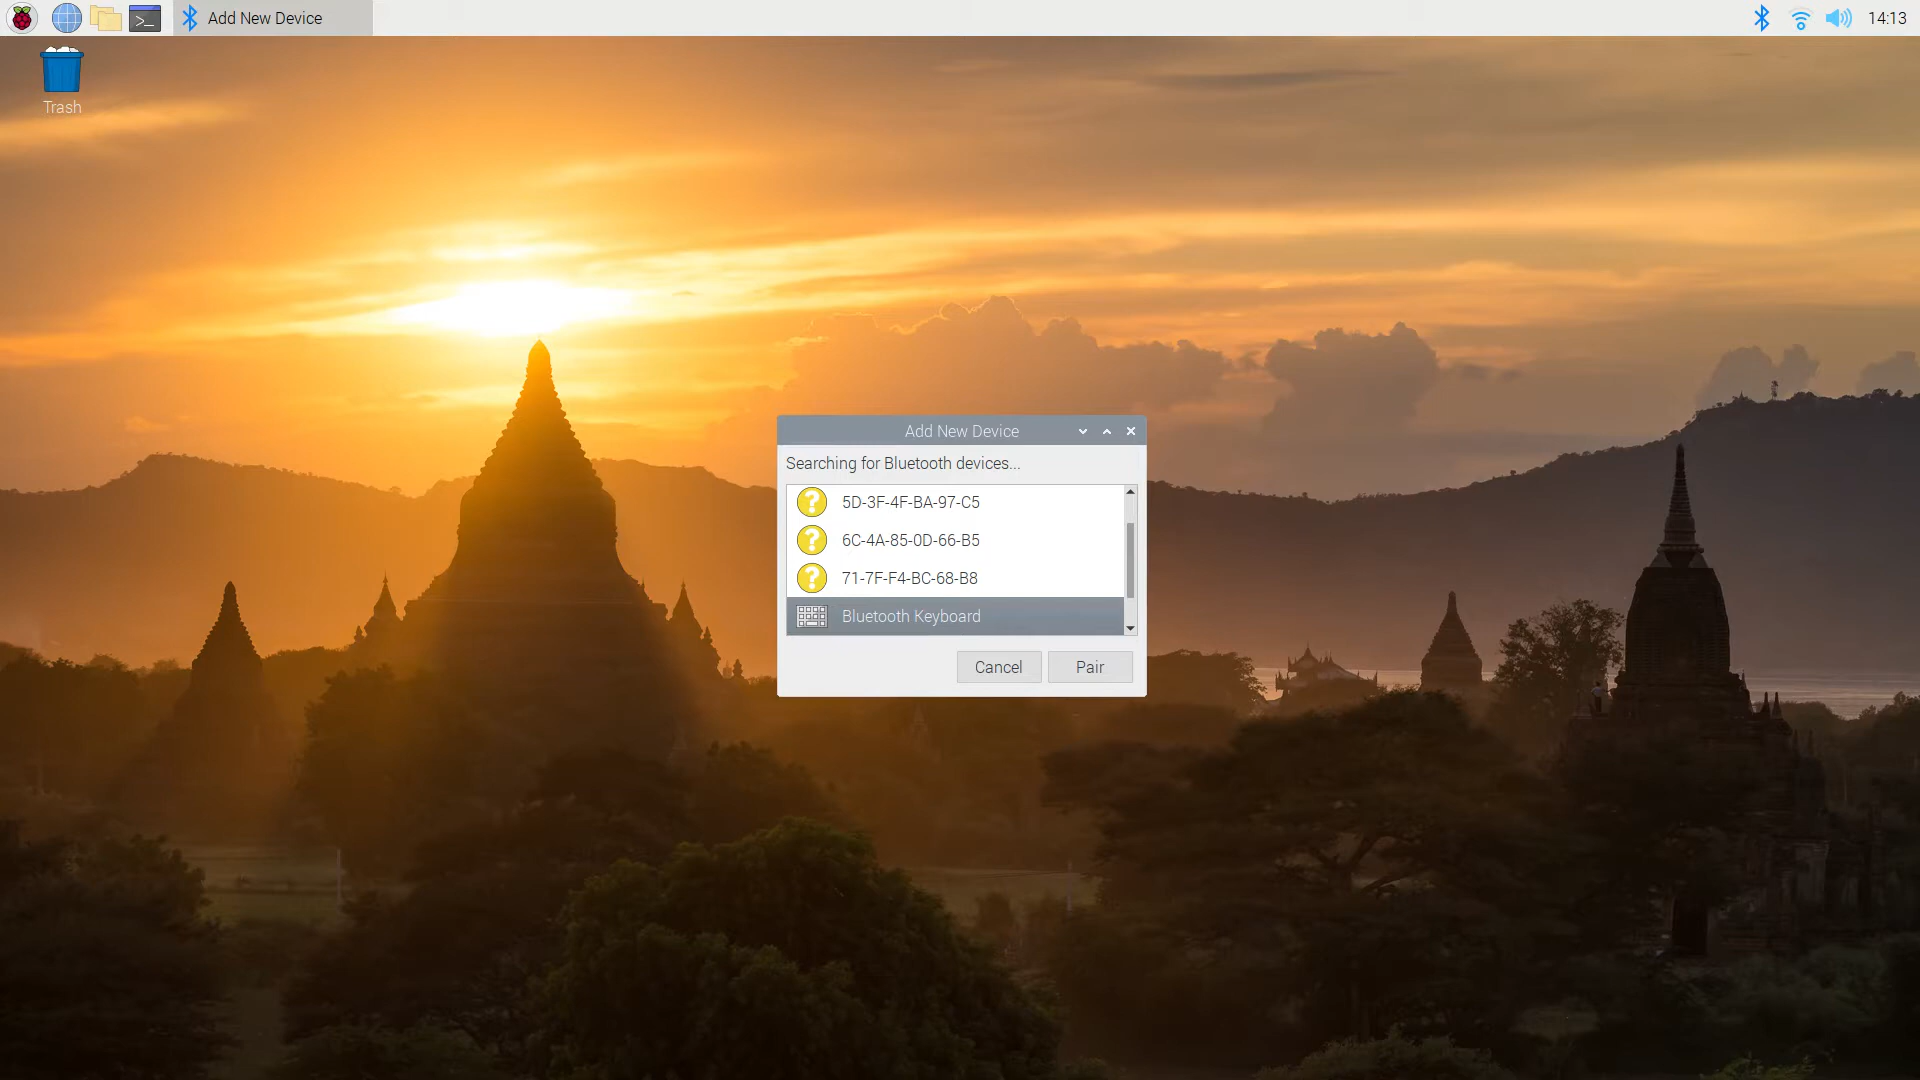 Add New Device
14:13
Trash
Add New Device
Searching for Bluetooth devices...
5D-3F-4F-BA-97-C5
6C-4A-85-0D-66-B5
71-7F-F4-BC-68-B8
Bluetooth Keyboard
Cancel
Pair